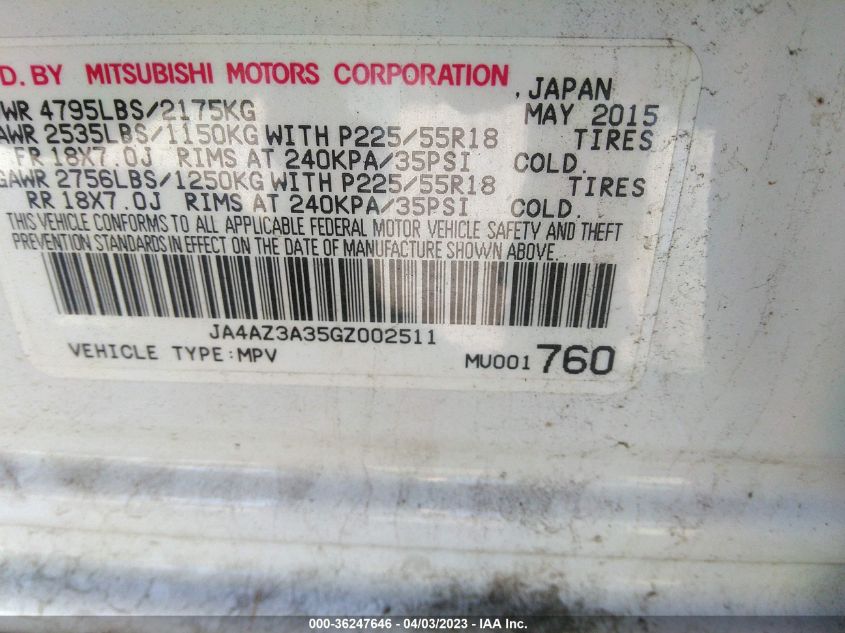 D. BY MITSUBISHI MOTORS CORPORATION , JAPAN
WR 4795LBS/2175KG MAY 2015
AWR 2535LBS/1150KG WITH P225/55R18 TIRES
FR 18X7.0J RIMS AT 240KPA/35PSI COLD.
GAWR 2756LBS/1250KG WITH P225/55R18 TIRES
RR 18X7.0J RIMS AT 240KPA/35PSI COLD.
THIS VEHICLE CONFORMS TO ALL APPLICABLE FEDERAL MOTOR VEHICLE SAFETY AND THEFT
PREVENTION STANDARDS IN EFFECT ON THE DATE OF MANUFACTURE SHOWN ABOVE.
JA4AZ3A35GZ002511
VEHICLE TYPE:MPV MU001 760
000-36247646 - 04/03/2023 - IAA Inc.